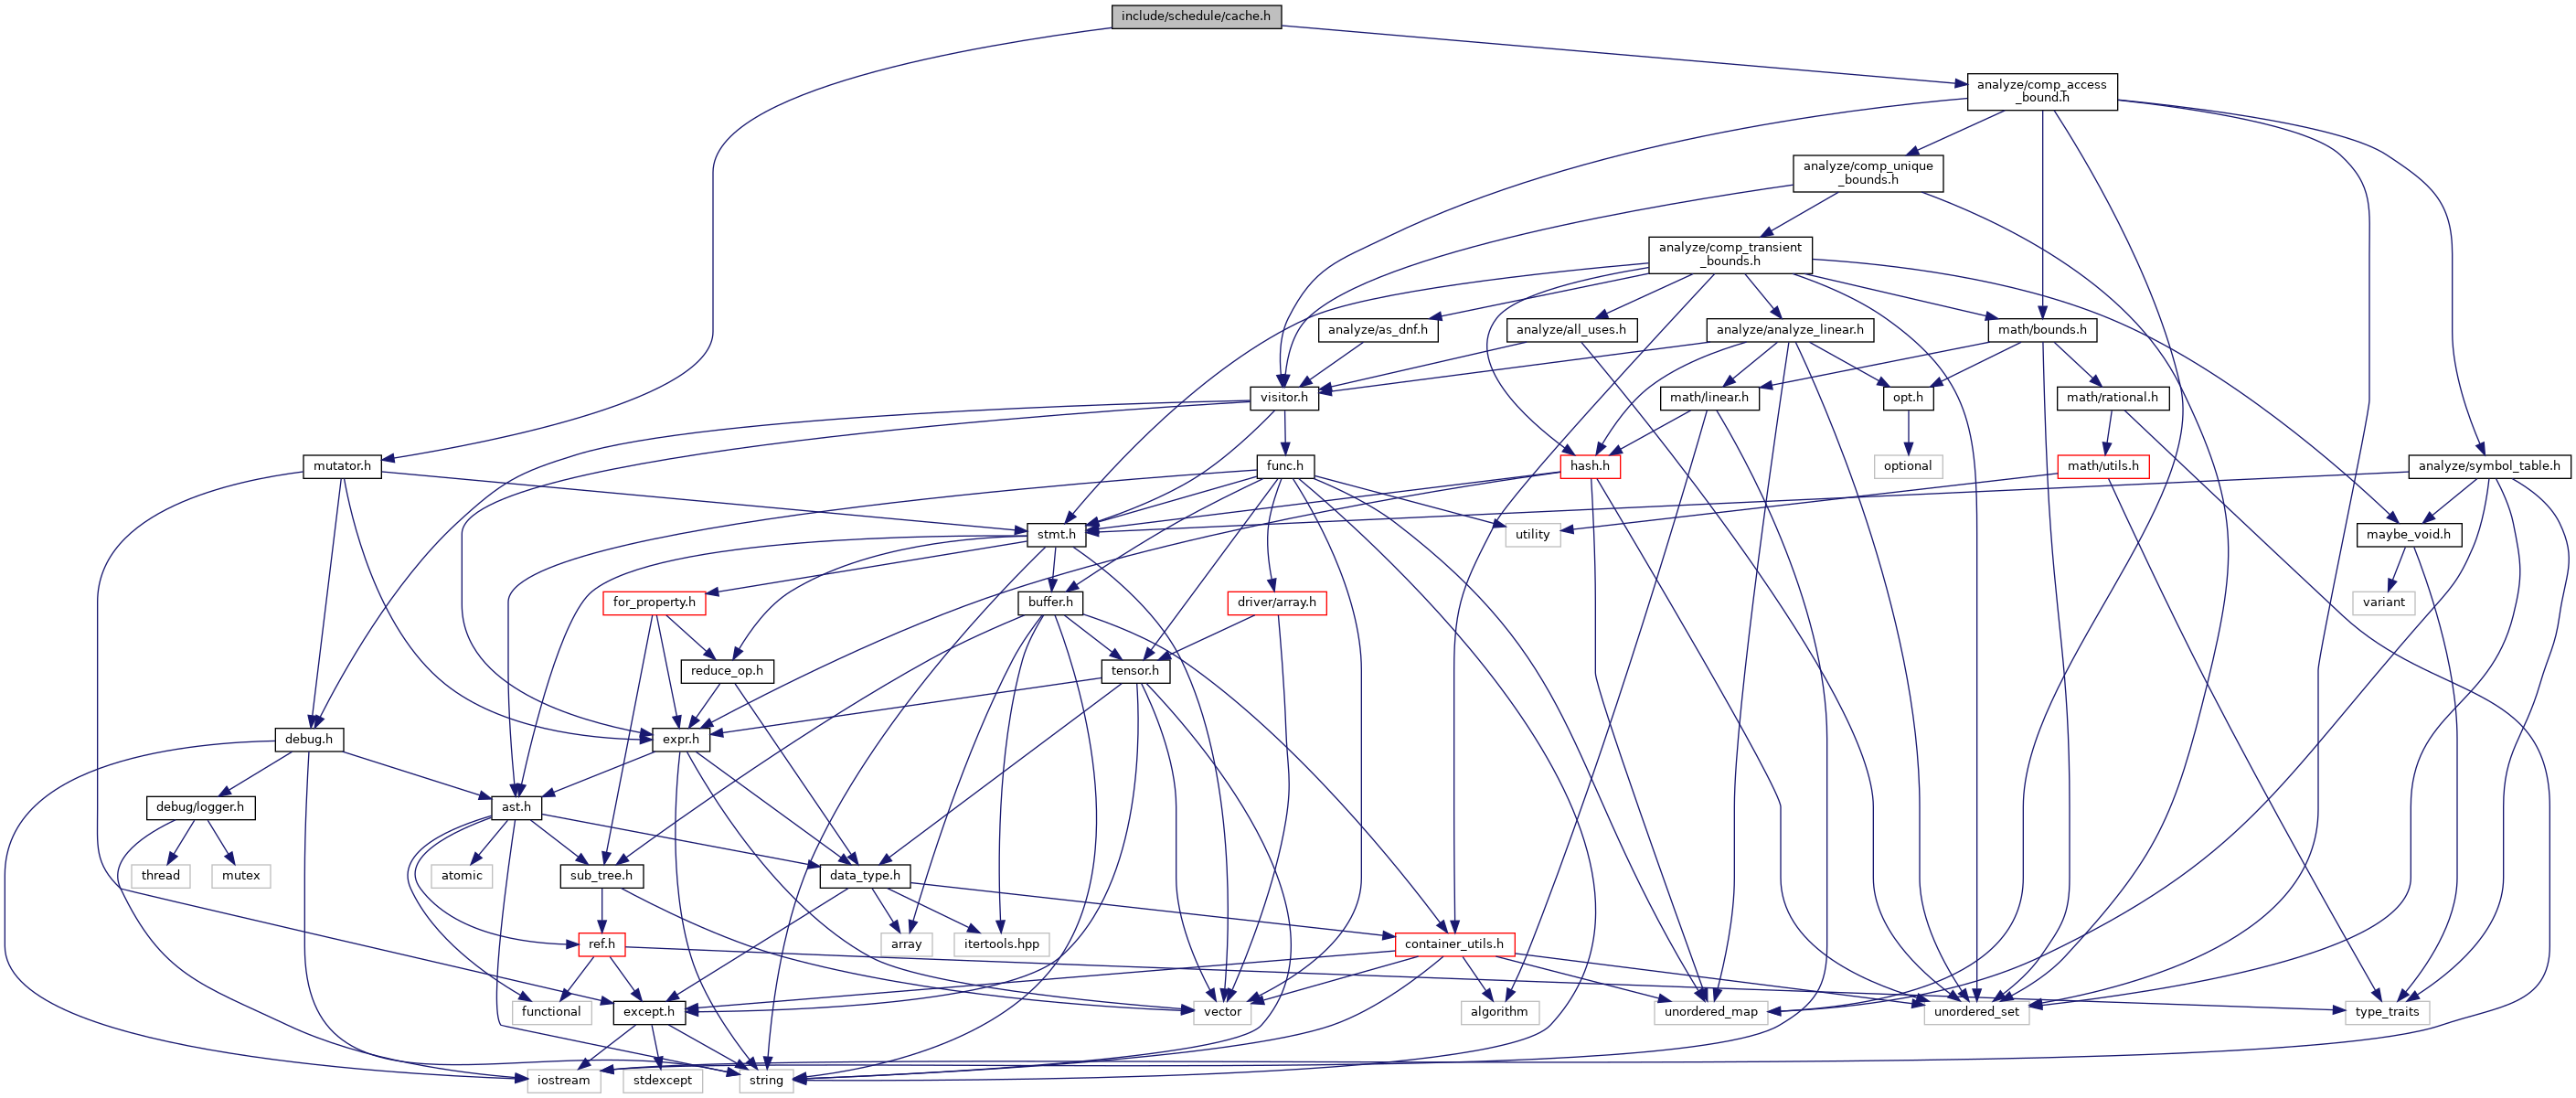 include/schedule/cache.h
analyze/comp_access
_bound.h
analyze/comp_unique
_bounds.h
analyze/comp_transient
_bounds.h
analyze/as_dnf.h
analyze/all_uses.h
analyze/analyze_linear.h
math/bounds.h
visitor.h
math/linear.h
opt.h
math/rational.h
mutator.h
func.h
hash.h
optional
math/utils.h
analyze/symbol_table.h
stmt.h
utility
maybe_void.h
for_property.h
buffer.h
driver/array.h
variant
reduce_op.h
tensor.h
debug.h
expr.h
debug/logger.h
ast.h
thread
mutex
atomic
sub_tree.h
data_type.h
ref.h
array
itertools.hpp
container_utils.h
functional
except.h
vector
algorithm
unordered_map
unordered_set
type_traits
iostream
stdexcept
string